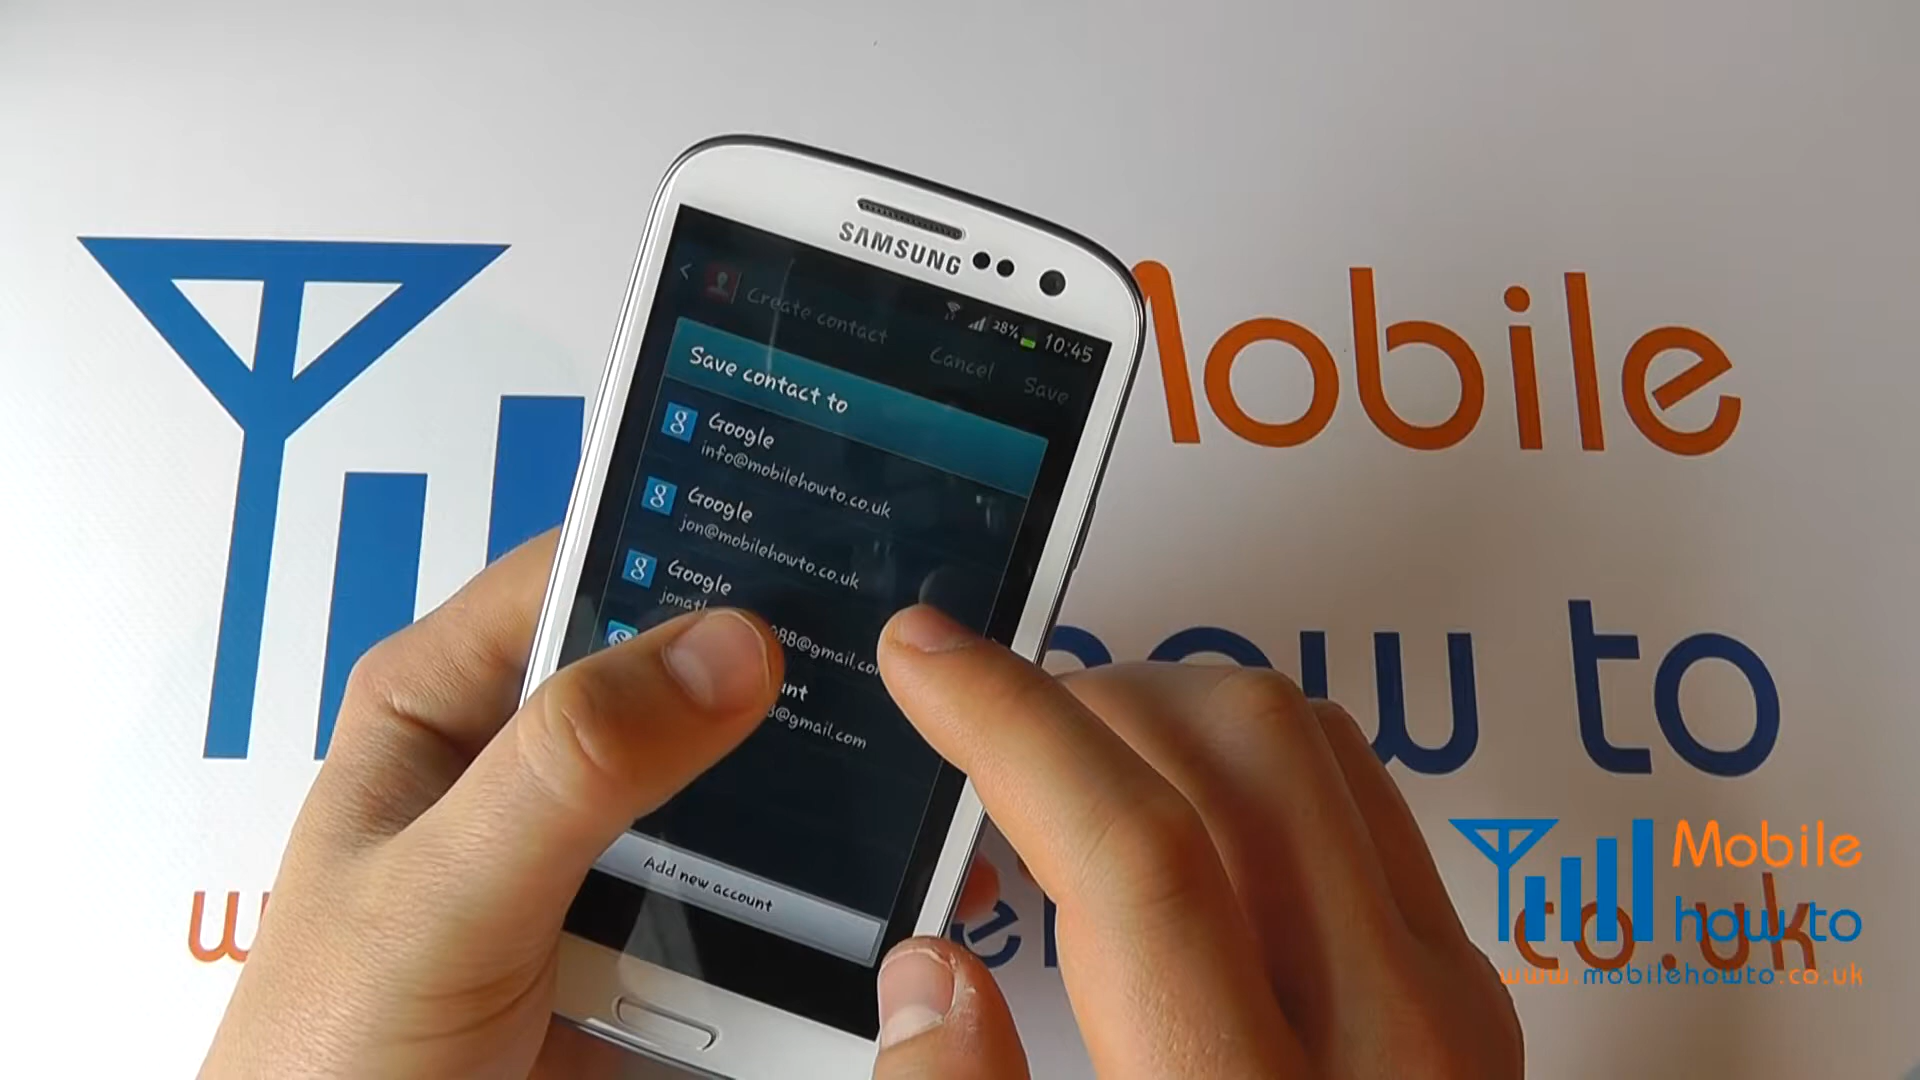 SAMSUNG
28% 10:45
Create contact
Cancel
Save
Save contact to
Google
info@mobilehowto.co.uk
Google
jon@mobilehowto.co.uk
Google
88@gmail.com
@gmail.com
Add new account
Mobile
how to
.co.uk
Mobile
how to
www.mobilehowto.co.uk